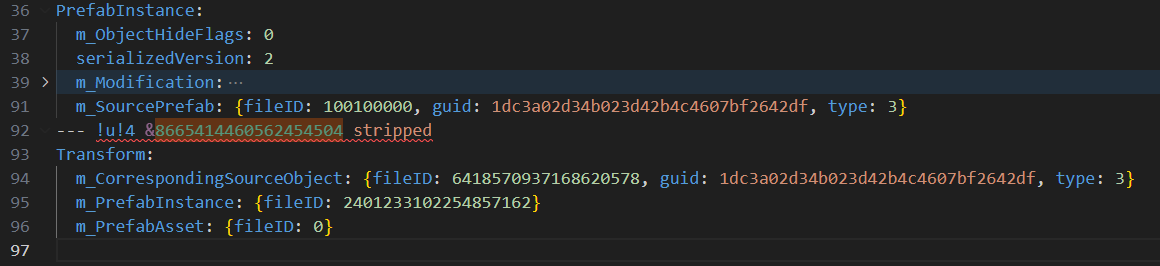 36 PrefabInstance:
37 m_ObjectHideFlags: 0
38 serializedVersion: 2
39 > m_Modification: ···
91 m_SourcePrefab: {fileID: 100100000, guid: 1dc3a02d34b023d42b4c4607bf2642df, type: 3}
92 --- !u!4 &8665414460562454504 stripped
93 Transform:
94 m_CorrespondingSourceObject: {fileID: 6418570937168620578, guid: 1dc3a02d34b023d42b4c4607bf2642df, type: 3}
95 m_PrefabInstance: {fileID: 2401233102254857162}
96 m_PrefabAsset: {fileID: 0}
97